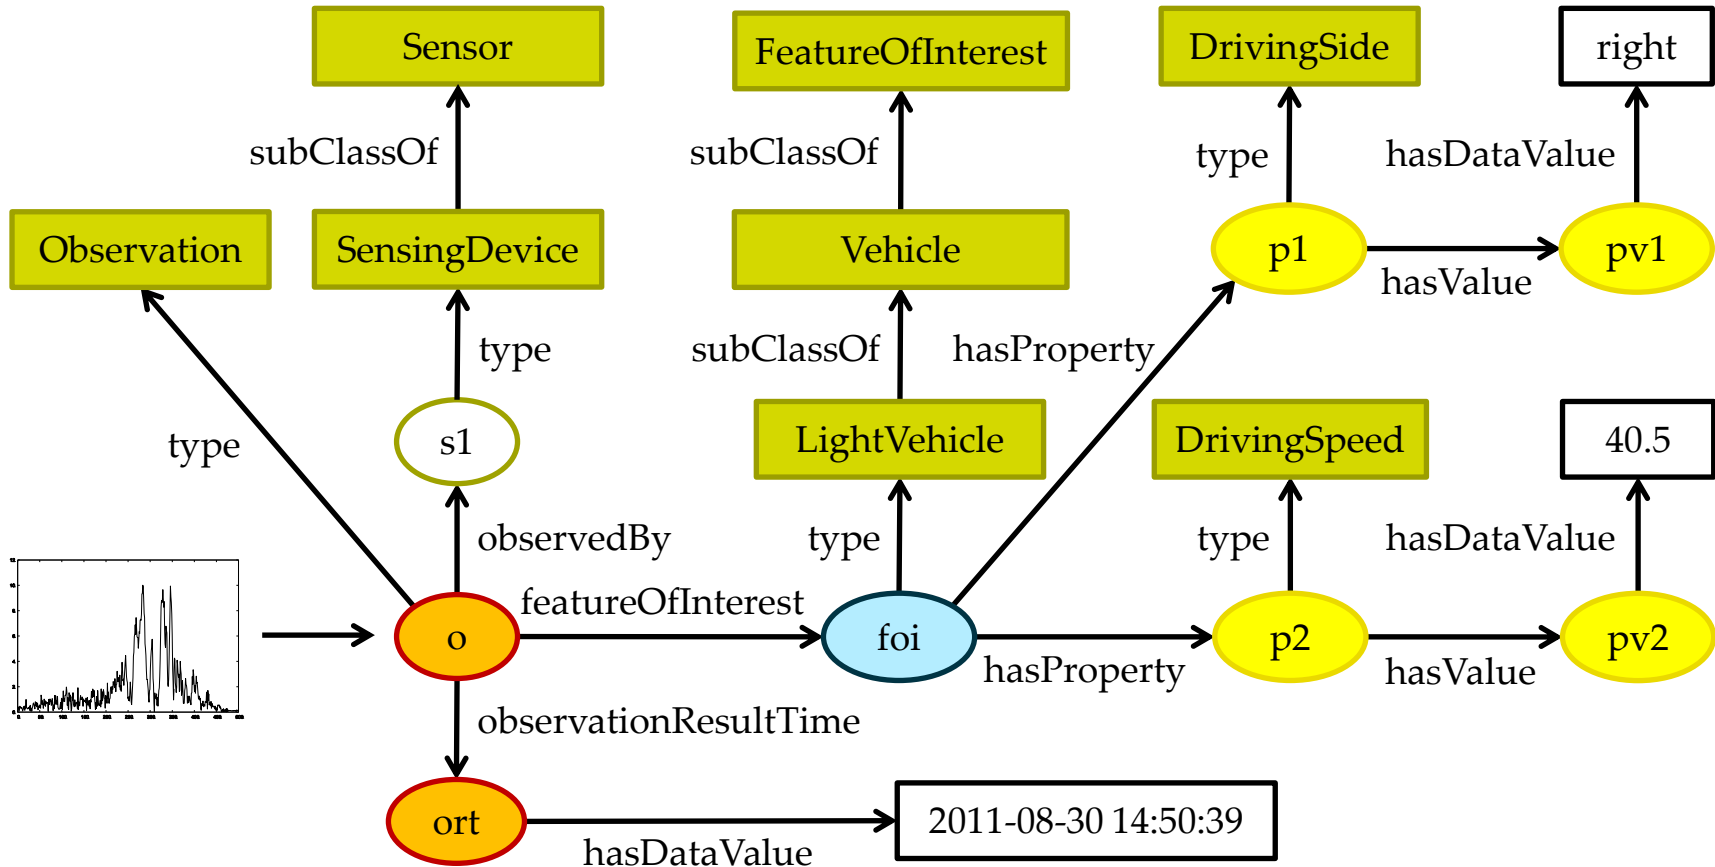 Sensor
FeatureOfInterest
DrivingSide
right
subClassOf
subClassOf
type
hasDataValue
Observation
SensingDevice
Vehicle
p1
hasValue
pv1
type
subClassOf
hasProperty
type
s1
LightVehicle
DrivingSpeed
40.5
observedBy
type
type
hasDataValue
o
featureOfInterest
foi
hasProperty
p2
hasValue
pv2
observationResultTime
ort
hasDataValue
2011-08-30 14:50:39